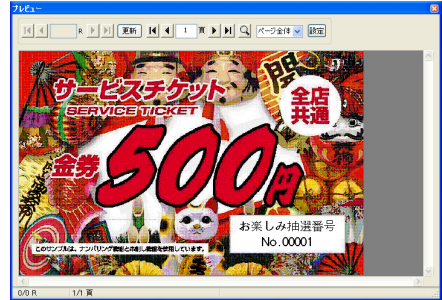 プレビュー
R 更新 1 頁 ページ全体 設定
サービスチケット
SERVICE TICKET
開
全店
共通
金券
500円
お楽しみ抽選番号
No.00001
このサンプルは、ナンバリング機能と市刷し機能を使用しています。
0/0 R 1/1 頁